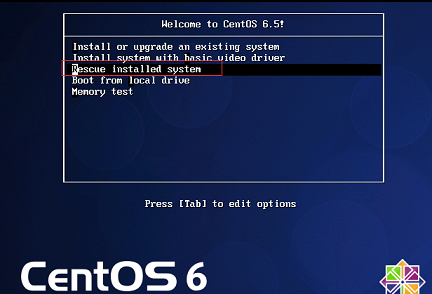 Welcome to CentOS 6.5!
Install or upgrade an existing system
Install system with basic video driver
Rescue installed system
Boot from local drive
Memory test
Press [Tab] to edit options
CentOS 6